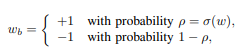 w_b = { +1 with probability ρ = σ(w),
−1 with probability 1 − ρ,